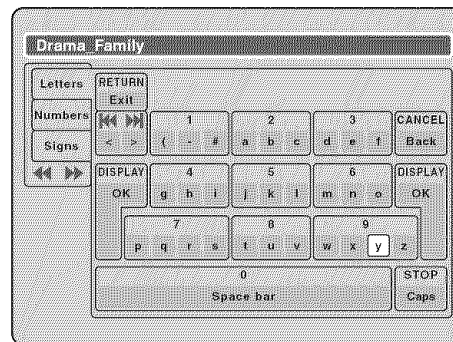 Drama_Family
Letters
Numbers
Signs
RETURN
Exit
< >
1
( - #
2
a b c
3
d e f
CANCEL
Back
DISPLAY
OK
4
g h i
5
j k l
6
m n o
DISPLAY
OK
7
p q r s
8
t u v
9
w x y z
0
Space bar
STOP
Caps